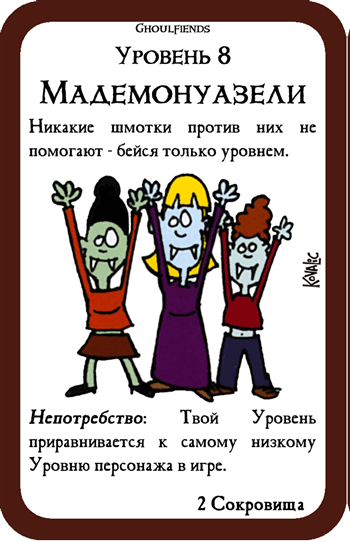 Ghoulfiends
Уровень 8
Мадемонуазели
Никакие шмотки против них не
помогают - бейся только уровнем.
Kovalic
Непотребство: Твой Уровень
приравнивается к самому низкому
Уровню персонажа в игре.
2 Сокровища